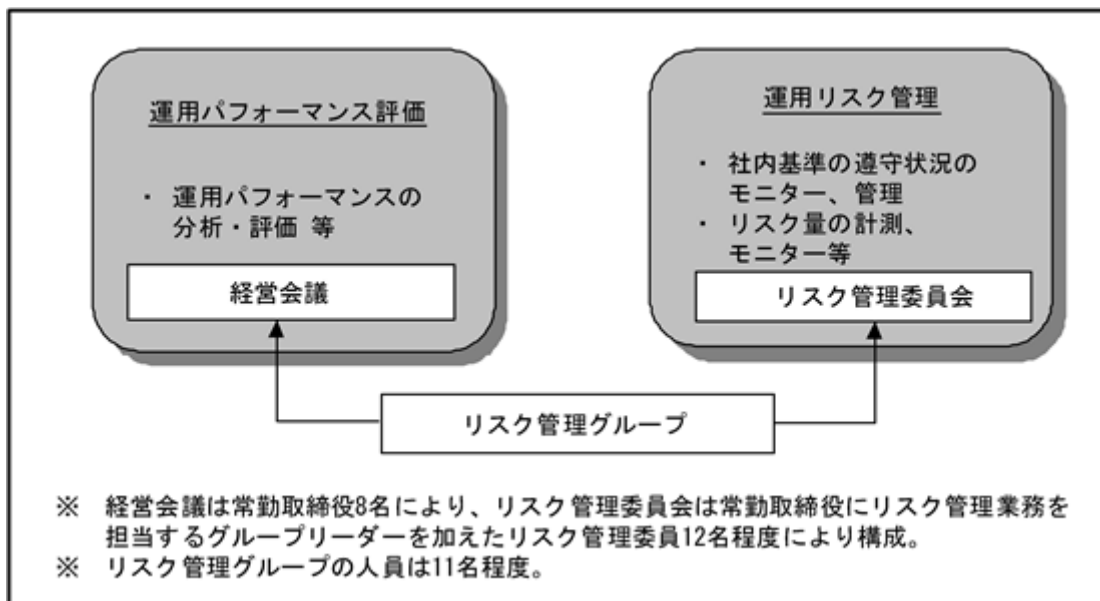 運用パフォーマンス評価
・ 運用パフォーマンスの
分析・評価 等
経営会議
運用リスク管理
・ 社内基準の遵守状況の
モニター、管理
・ リスク量の計測、
モニター等
リスク管理委員会
リスク管理グループ
※ 経営会議は常勤取締役8名により、リスク管理委員会は常勤取締役にリスク管理業務を
担当するグループリーダーを加えたリスク管理委員12名程度により構成。
※ リスク管理グループの人員は11名程度。